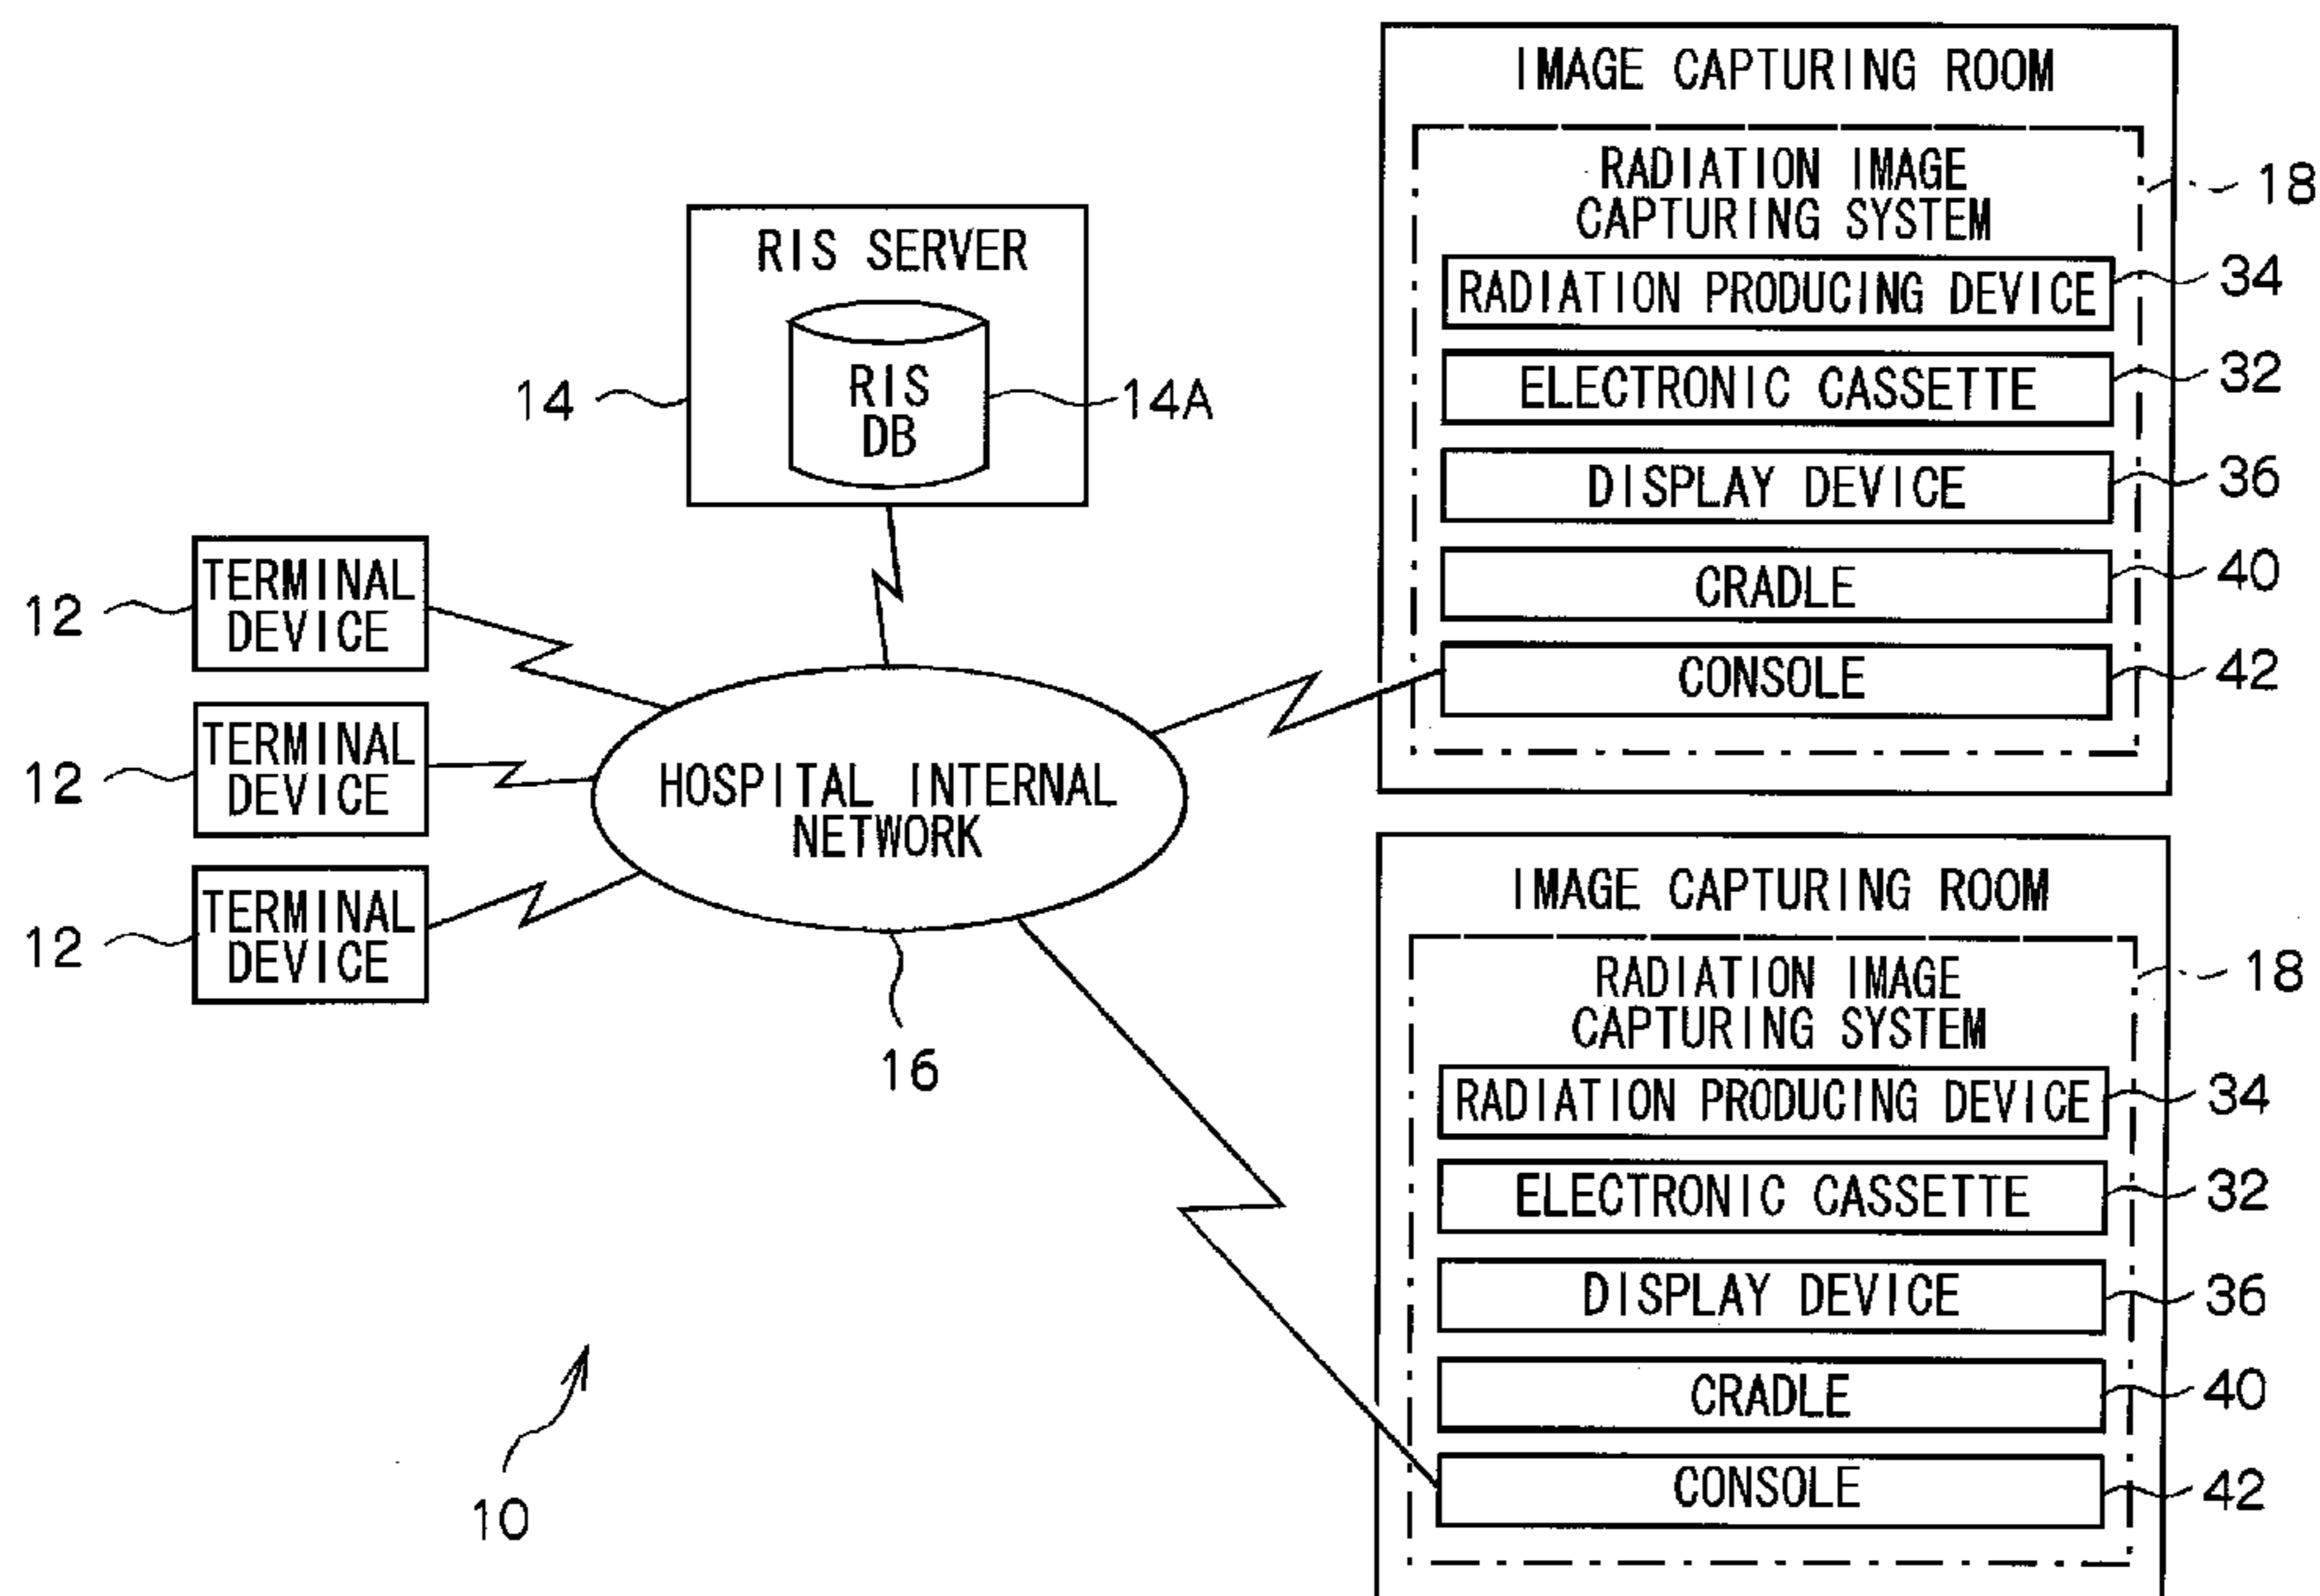 RIS SERVER
RIS
DB
14
14A
TERMINAL
DEVICE
12
TERMINAL
DEVICE
12
TERMINAL
DEVICE
12
HOSPITAL INTERNAL
NETWORK
16
10
IMAGE CAPTURING ROOM
RADIATION IMAGE
CAPTURING SYSTEM
18
RADIATION PRODUCING DEVICE
34
ELECTRONIC CASSETTE
32
DISPLAY DEVICE
36
CRADLE
40
CONSOLE
42
IMAGE CAPTURING ROOM
RADIATION IMAGE
CAPTURING SYSTEM
18
RADIATION PRODUCING DEVICE
34
ELECTRONIC CASSETTE
32
DISPLAY DEVICE
36
CRADLE
40
CONSOLE
42